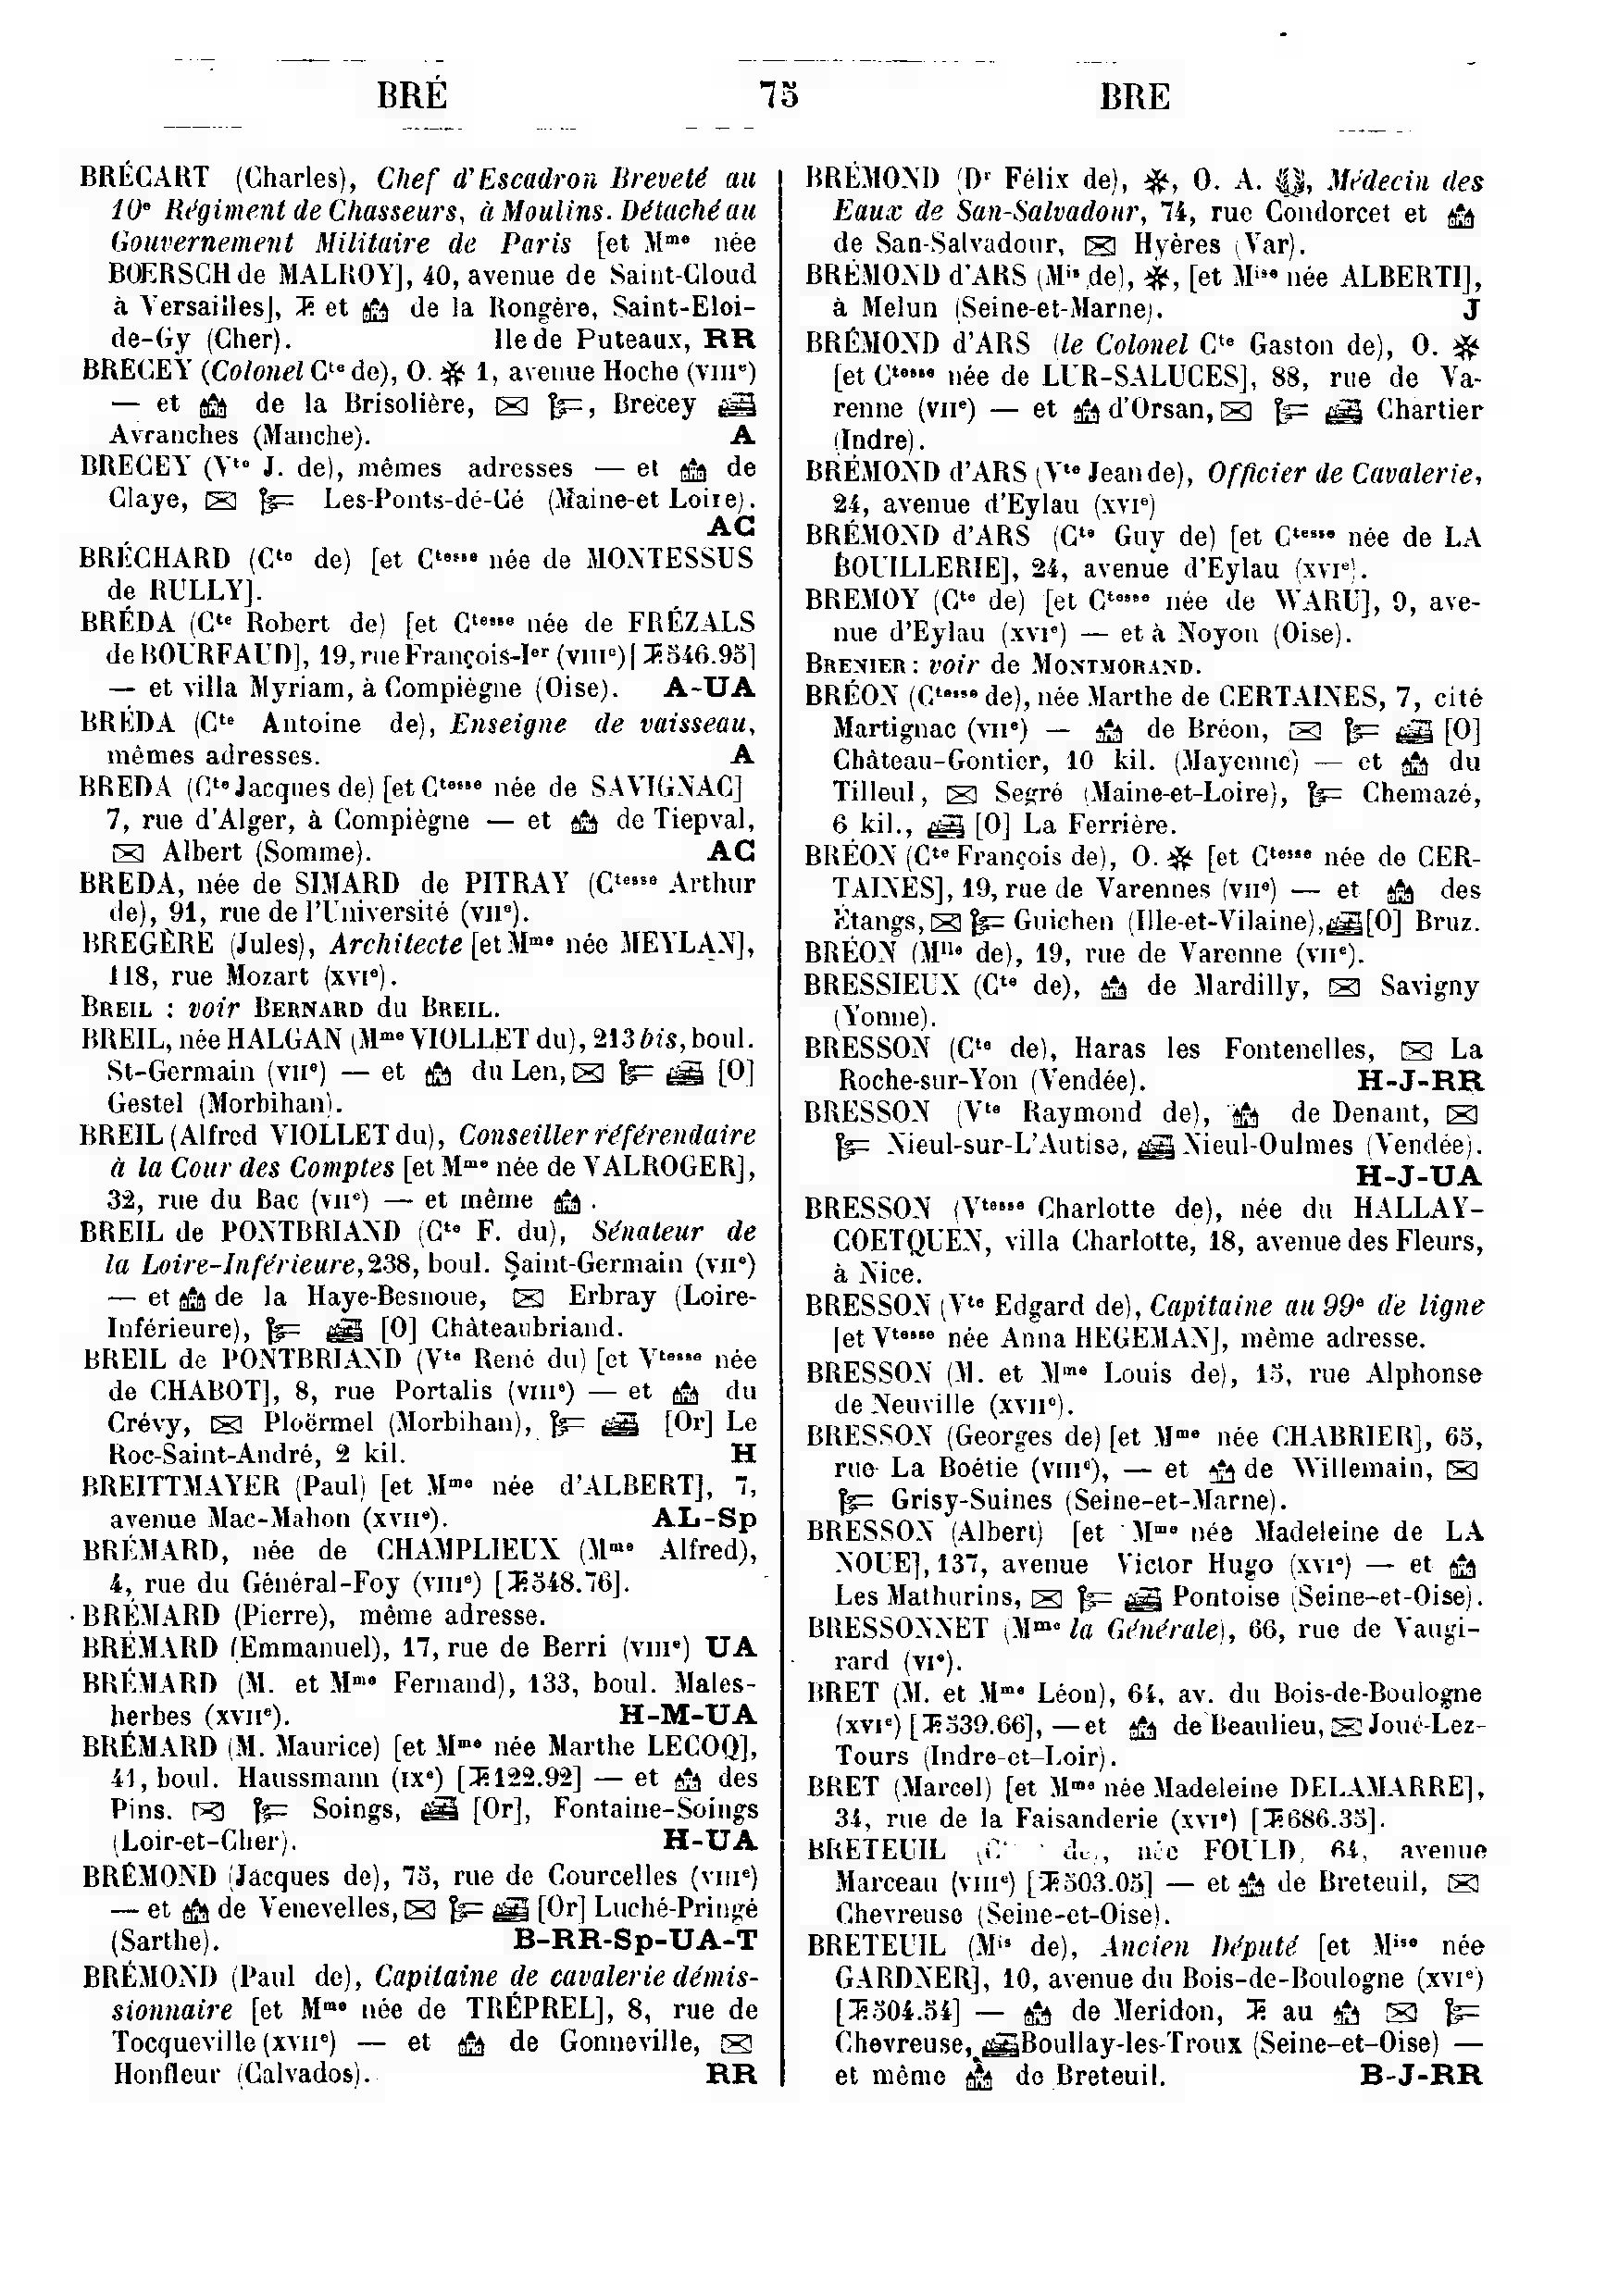 BRÉ 75 BRE
BRÉCART (Charles), Chef d'Escadron Breveté au
10e Régiment de Chasseurs, à Moulins. Détaché au
Gouvernement Militaire de Paris [et Mme née
BOERSCH de MALROY], 40, avenue de Saint-Cloud
à Versailles], et de la Rongère, Saint-Eloi-
de-Gy (Cher). Ile de Puteaux, RR
BRECEY (Colonel Cte de), O. 1, avenue Hoche (VIIIe)
— et de la Brisolière, , Brecey
Avranches (Manche). A
BRECEY (Vte J. de), mêmes adresses — et de
Claye, Les-Ponts-dé-Cé (Maine-et Loire).
AC
BRÉCHARD (Cte de) [et Ctesse née de MONTESSUS
de RULLY].
BRÉDA (Cte Robert de) [et Ctesse née de FRÉZALS
de BOURFAUD], 19, rue François-Ier (VIIIe) [546.95]
— et villa Myriam, à Compiègne (Oise). A-UA
BRÉDA (Cte Antoine de), Enseigne de vaisseau,
mêmes adresses. A
BREDA (Cte Jacques de) [et Ctesse née de SAVIGNAC]
7, rue d'Alger, à Compiègne — et de Tiepval,
Albert (Somme). AC
BREDA, née de SIMARD de PITRAY (Ctesse Arthur
de), 91, rue de l'Université (VIIe).
BREGÈRE (Jules), Architecte [et Mme née MEYLAN],
118, rue Mozart (XVIe).
BREIL : voir BERNARD du BREIL.
BREIL, née HALGAN (Mme VIOLLET du), 213 bis, boul.
St-Germain (VIIe) — et du Len, [O]
Gestel (Morbihan).
BREIL (Alfred VIOLLET du), Conseiller référendaire
à la Cour des Comptes [et Mme née de VALROGER],
32, rue du Bac (VIIe) — et même .
BREIL de PONTBRIAND (Cte F. du), Sénateur de
la Loire-Inférieure, 238, boul. Saint-Germain (VIIe)
— et de la Haye-Besnoue, Erbray (Loire-
Inférieure), [O] Châteaubriand.
BREIL de PONTBRIAND (Vte René du) [et Vtesse née
de CHABOT], 8, rue Portalis (VIIIe) — et du
Crévy, Ploërmel (Morbihan), [Or] Le
Roc-Saint-André, 2 kil. H
BREITTMAYER (Paul) [et Mme née d'ALBERT], 7,
avenue Mac-Mahon (XVIIe). AL-Sp
BRÉMARD, née de CHAMPLIEUX (Mme Alfred),
4, rue du Général-Foy (VIIIe) [548.76].
BRÉMARD (Pierre), même adresse.
BRÉMARD (Emmanuel), 17, rue de Berri (VIIIe) UA
BRÉMARD (M. et Mme Fernand), 133, boul. Males-
herbes (XVIIe). H-M-UA
BRÉMARD (M. Maurice) [et Mme née Marthe LECOQ],
41, boul. Haussmann (IXe) [122.92] — et des
Pins. Soings, [Or], Fontaine-Soings
(Loir-et-Cher). H-UA
BRÉMOND (Jacques de), 75, rue de Courcelles (VIIIe)
— et de Venevelles, [Or] Luché-Pringé
(Sarthe). B-RR-Sp-UA-T
BRÉMOND (Paul de), Capitaine de cavalerie démis-
sionnaire [et Mme née de TRÉPREL], 8, rue de
Tocqueville (XVIIe) — et de Gonneville,
Honfleur (Calvados). RR
BRÉMOND (Dr Félix de), , O. A. , Médecin des
Eaux de San-Salvadour, 74, rue Condorcet et
de San-Salvadour, Hyères (Var).
BRÉMOND d'ARS (Mis de), , [et Mise née ALBERTI],
à Melun (Seine-et-Marne). J
BRÉMOND d'ARS (le Colonel Cte Gaston de), O.
[et Ctesse née de LUR-SALUCES], 88, rue de Va-
renne (VIIe) — et d'Orsan, Chartier
(Indre).
BRÉMOND d'ARS (Vte Jean de), Officier de Cavalerie,
24, avenue d'Eylau (XVIe)
BRÉMOND d'ARS (Cte Guy de) [et Ctesse née de LA
BOUILLERIE], 24, avenue d'Eylau (XVIe).
BREMOY (Cte de) [et Ctesse née de WARU], 9, ave-
nue d'Eylau (XVIe) — et à Noyon (Oise).
BRENIER : voir de MONTMORAND.
BRÉON (Ctesse de), née Marthe de CERTAINES, 7, cité
Martignac (VIIe) — de Bréon, [O]
Château-Gontier, 10 kil. (Mayenne) — et du
Tilleul, Segré (Maine-et-Loire), Chemazé,
6 kil., [O] La Ferrière.
BRÉON (Cte François de), O. [et Ctesse née de CER-
TAINES], 19, rue de Varennes (VIIe) — et des
Étangs, Guichen (Ille-et-Vilaine), [O] Bruz.
BRÉON (Mlle de), 19, rue de Varenne (VIIe).
BRESSIEUX (Cte de), de Mardilly, Savigny
(Yonne).
BRESSON (Cte de), Haras les Fontenelles, La
Roche-sur-Yon (Vendée). H-J-RR
BRESSON (Vte Raymond de), de Denant,
Nieul-sur-L'Autise, Nieul-Oulmes (Vendée).
H-J-UA
BRESSON (Vtesse Charlotte de), née du HALLAY-
COETQUEN, villa Charlotte, 18, avenue des Fleurs,
à Nice.
BRESSON (Vte Edgard de), Capitaine au 99e de ligne
[et Vtesse née Anna HEGEMAN], même adresse.
BRESSON (M. et Mme Louis de), 15, rue Alphonse
de Neuville (XVIIe).
BRESSON (Georges de) [et Mme née CHABRIER], 65,
rue La Boëtie (VIIIe), — et de Willemain,
Grisy-Suines (Seine-et-Marne).
BRESSON (Albert) [et Mme née Madeleine de LA
NOUE], 137, avenue Victor Hugo (XVIe) — et
Les Mathurins, Pontoise (Seine-et-Oise).
BRESSONNET (Mme la Générale), 66, rue de Vaugi-
rard (VIe).
BRET (M. et Mme Léon), 64, av. du Bois-de-Boulogne
(XVIe) [539.66], — et de Beaulieu, Joué-Lez-
Tours (Indre-et-Loir).
BRET (Marcel) [et Mme née Madeleine DELAMARRE],
34, rue de la Faisanderie (XVIe) [686.35].
BRETEUIL de), née FOULD, 64, avenue
Marceau (VIIIe) [503.05] — et de Breteuil,
Chevreuse (Seine-et-Oise).
BRETEUIL (Mis de), Ancien Député [et Mise née
GARDNER], 10, avenue du Bois-de-Boulogne (XVIe)
[504.54] — de Meridon, au
Chevreuse, Boullay-les-Troux (Seine-et-Oise) —
et même de Breteuil. B-J-RR